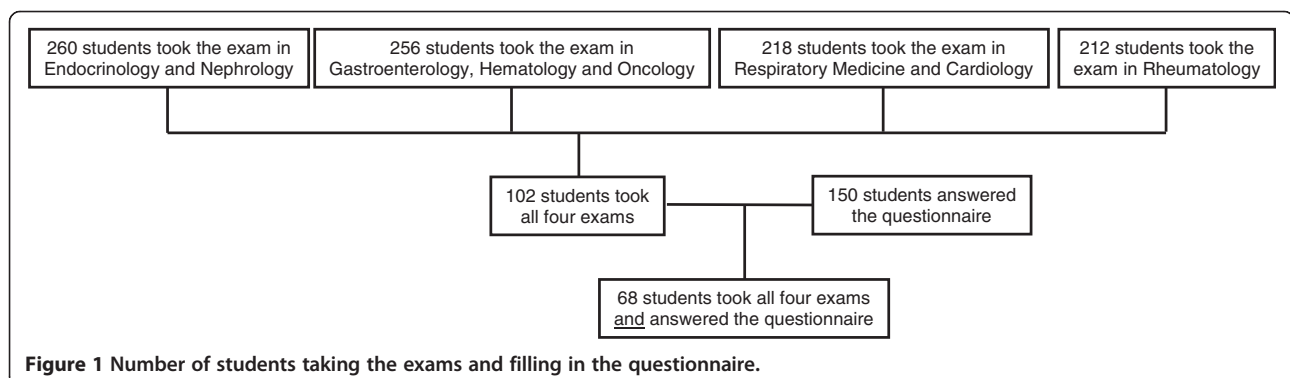 260 students took the exam in
Endocrinology and Nephrology
256 students took the exam in
Gastroenterology, Hematology and Oncology
218 students took the exam in
Respiratory Medicine and Cardiology
212 students took the
exam in Rheumatology
102 students took
all four exams
150 students answered
the questionnaire
68 students took all four exams
and answered the questionnaire
Figure 1 Number of students taking the exams and filling in the questionnaire.